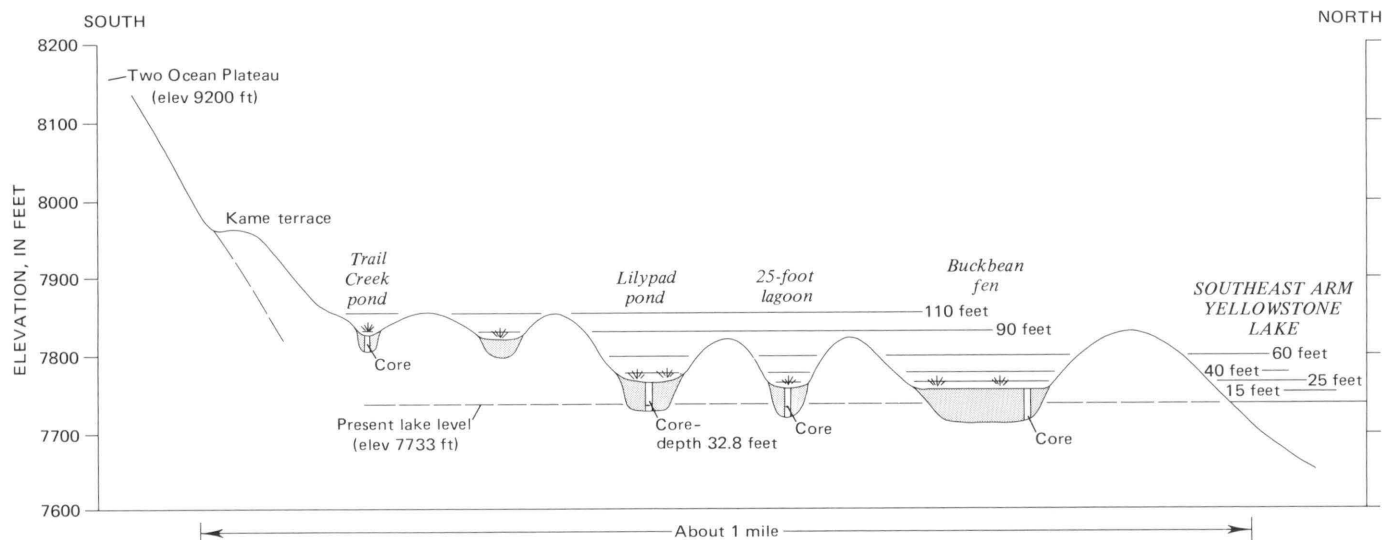 SOUTH
NORTH
8200
8100
8000
7900
7800
7700
7600
ELEVATION, IN FEET
Two Ocean Plateau
(elev 9200 ft)
Kame terrace
Trail
Creek
pond
Core
Lilypad
pond
Core-
depth 32.8 feet
25-foot
lagoon
Core
Buckbean
fen
Core
110 feet
90 feet
SOUTHEAST ARM
YELLOWSTONE
LAKE
60 feet
40 feet
25 feet
15 feet
Present lake level
(elev 7733 ft)
About 1 mile